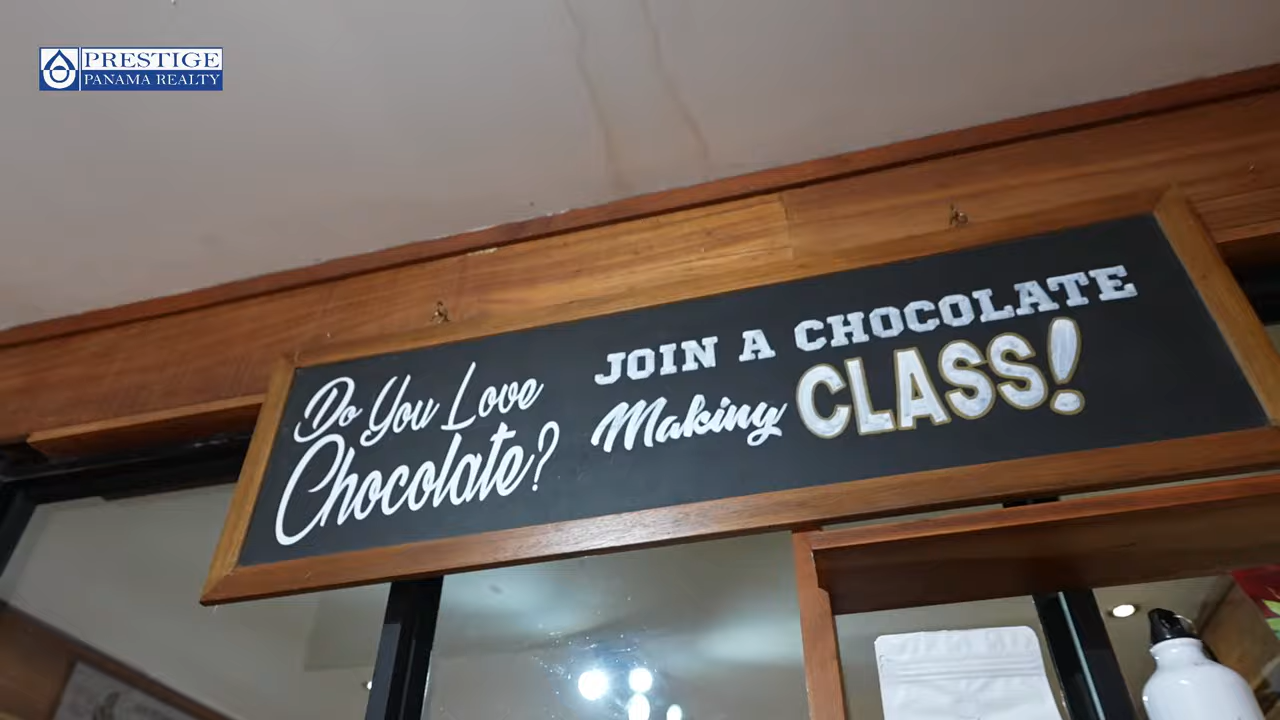 PRESTIGE
PANAMA REALTY
Do You Love
Chocolate?
JOIN A CHOCOLATE
Making CLASS!